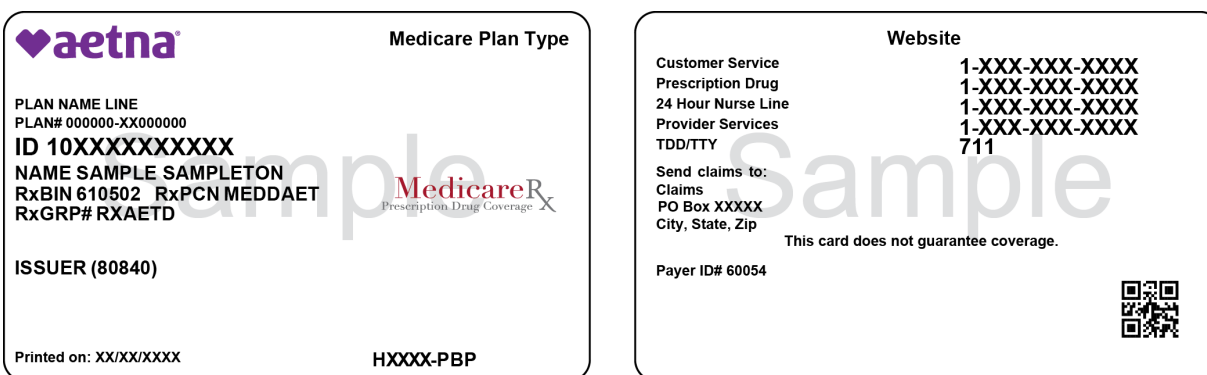 aetna
Medicare Plan Type
PLAN NAME LINE
PLAN# 000000-XX000000
ID 10XXXXXXXXXX
NAME SAMPLE SAMPLETON
RxBIN 610502 RxPCN MEDDAET
RxGRP# RXAETD
MedicareRx
Prescription Drug Coverage
ISSUER (80840)
Printed on: XX/XX/XXXX
HXXXX-PBP
Sample
Website
Customer Service 1-XXX-XXX-XXXX
Prescription Drug 1-XXX-XXX-XXXX
24 Hour Nurse Line 1-XXX-XXX-XXXX
Provider Services 1-XXX-XXX-XXXX
TDD/TTY 711
Send claims to:
Claims
PO Box XXXXX
City, State, Zip
This card does not guarantee coverage.
Payer ID# 60054
Sample